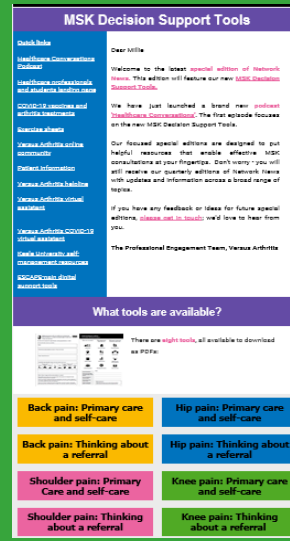 MSK Decision Support Tools
Quick links
Healthcare Conversations
Podcast
Healthcare professionals
and students landing page
COVID-19 vaccines and
arthritis treatments
Exercise sheets
Versus Arthritis online
community
Patient information
Versus Arthritis helpline
Versus Arthritis virtual
assistant
Versus Arthritis COVID-19
virtual assistant
Keele University self-
management resources
ESCAPE-pain digital
support tools
Dear Millie
Welcome to the latest special edition of Network
News. This edition will feature our new MSK Decision
Support Tools.
We have just launched a brand new podcast
'Healthcare Conversations'. The first episode focuses
on the new MSK Decision Support Tools.
Our focused special editions are designed to put
helpful resources that enable effective MSK
consultations at your fingertips. Don't worry - you will
still receive our quarterly editions of Network News
with updates and information across a broad range of
topics.
If you have any feedback or ideas for future special
editions, please get in touch; we'd love to hear from
you.
The Professional Engagement Team, Versus Arthritis
What tools are available?
There are eight tools, all available to download
as PDFs:
Back pain: Primary care
and self-care
Hip pain: Primary care
and self-care
Back pain: Thinking about
a referral
Hip pain: Thinking about
a referral
Shoulder pain: Primary
Care and self-care
Knee pain: Primary care
and self-care
Shoulder pain: Thinking
about a referral
Knee pain: Thinking
about a referral